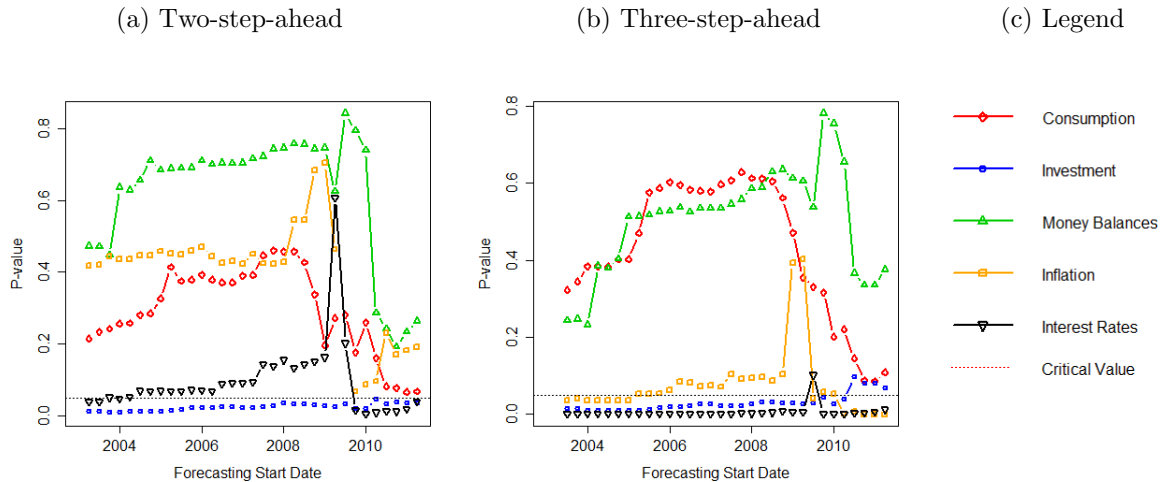 (a) Two-step-ahead
(b) Three-step-ahead
(c) Legend
P-value
0.0
0.2
0.4
0.6
0.8
2004
2006
2008
2010
Forecasting Start Date
P-value
0.0
0.2
0.4
0.6
0.8
2004
2006
2008
2010
Forecasting Start Date
Consumption
Investment
Money Balances
Inflation
Interest Rates
Critical Value